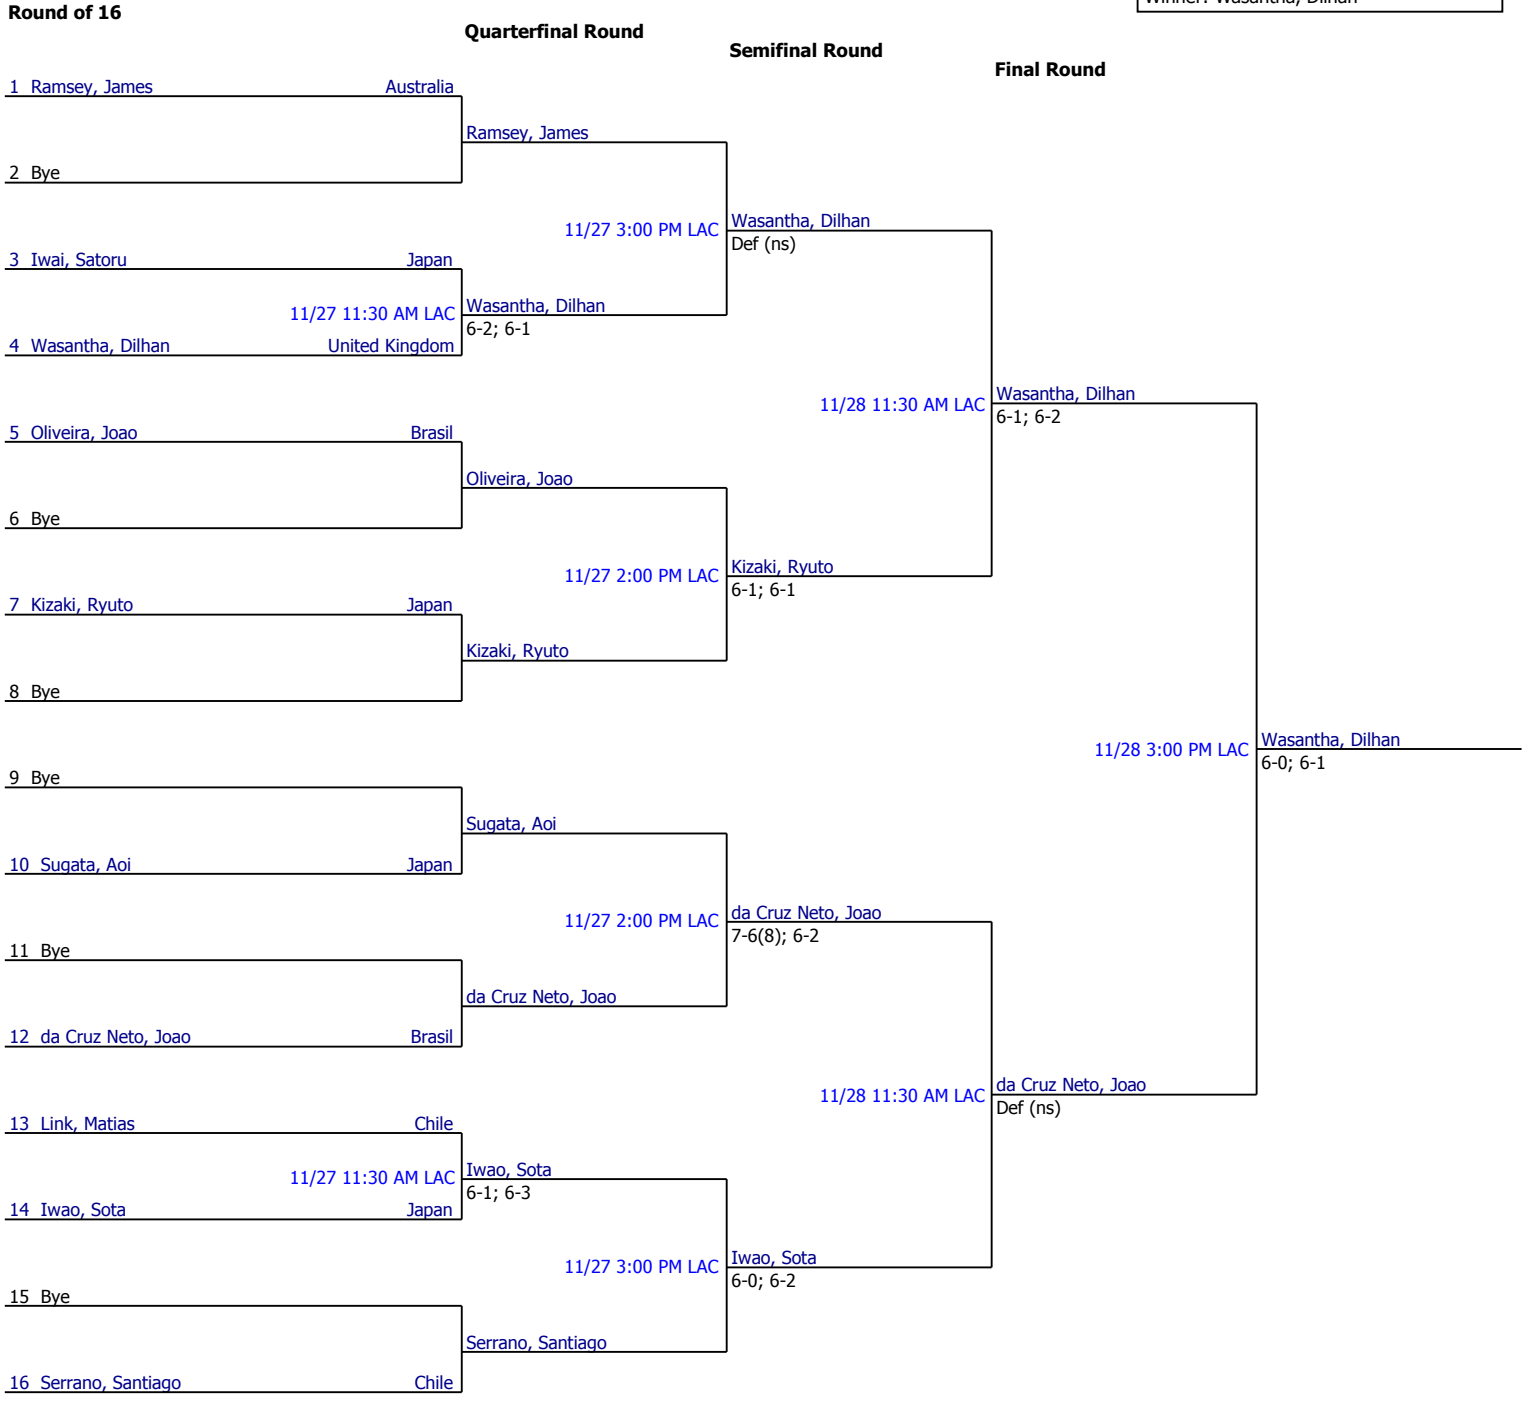 Winner: Wasantha, Dilhan
Round of 16
Quarterfinal Round
Semifinal Round
Final Round
1 Ramsey, James Australia
Ramsey, James
2 Bye
11/27 3:00 PM LAC Wasantha, Dilhan
Def (ns)
3 Iwai, Satoru Japan
11/27 11:30 AM LAC Wasantha, Dilhan
6-2; 6-1
4 Wasantha, Dilhan United Kingdom
11/28 11:30 AM LAC Wasantha, Dilhan
6-1; 6-2
5 Oliveira, Joao Brasil
Oliveira, Joao
6 Bye
11/27 2:00 PM LAC Kizaki, Ryuto
6-1; 6-1
7 Kizaki, Ryuto Japan
Kizaki, Ryuto
8 Bye
11/28 3:00 PM LAC Wasantha, Dilhan
6-0; 6-1
9 Bye
Sugata, Aoi
10 Sugata, Aoi Japan
11/27 2:00 PM LAC da Cruz Neto, Joao
7-6(8); 6-2
11 Bye
da Cruz Neto, Joao
12 da Cruz Neto, Joao Brasil
11/28 11:30 AM LAC da Cruz Neto, Joao
Def (ns)
13 Link, Matias Chile
11/27 11:30 AM LAC Iwao, Sota
6-1; 6-3
14 Iwao, Sota Japan
11/27 3:00 PM LAC Iwao, Sota
6-0; 6-2
15 Bye
Serrano, Santiago
16 Serrano, Santiago Chile